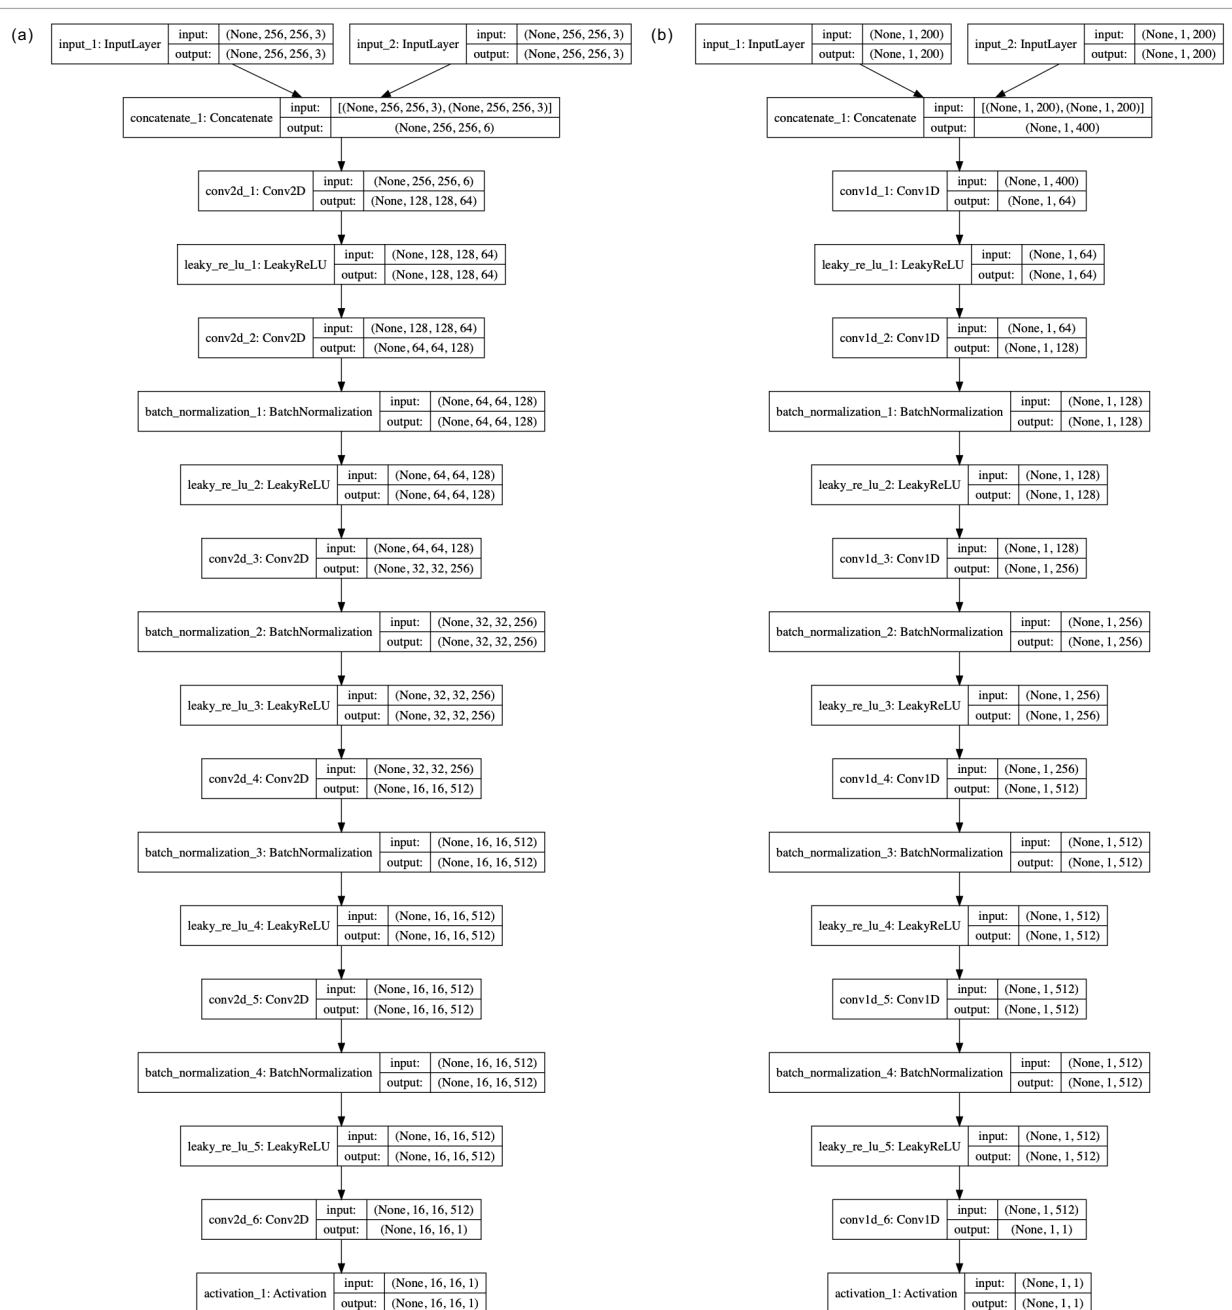 (a)
input_1: InputLayer
input: (None, 256, 256, 3)
output: (None, 256, 256, 3)
input_2: InputLayer
input: (None, 256, 256, 3)
output: (None, 256, 256, 3)
concatenate_1: Concatenate
input: [(None, 256, 256, 3), (None, 256, 256, 3)]
output: (None, 256, 256, 6)
conv2d_1: Conv2D
input: (None, 256, 256, 6)
output: (None, 128, 128, 64)
leaky_re_lu_1: LeakyReLU
input: (None, 128, 128, 64)
output: (None, 128, 128, 64)
conv2d_2: Conv2D
input: (None, 128, 128, 64)
output: (None, 64, 64, 128)
batch_normalization_1: BatchNormalization
input: (None, 64, 64, 128)
output: (None, 64, 64, 128)
leaky_re_lu_2: LeakyReLU
input: (None, 64, 64, 128)
output: (None, 64, 64, 128)
conv2d_3: Conv2D
input: (None, 64, 64, 128)
output: (None, 32, 32, 256)
batch_normalization_2: BatchNormalization
input: (None, 32, 32, 256)
output: (None, 32, 32, 256)
leaky_re_lu_3: LeakyReLU
input: (None, 32, 32, 256)
output: (None, 32, 32, 256)
conv2d_4: Conv2D
input: (None, 32, 32, 256)
output: (None, 16, 16, 512)
batch_normalization_3: BatchNormalization
input: (None, 16, 16, 512)
output: (None, 16, 16, 512)
leaky_re_lu_4: LeakyReLU
input: (None, 16, 16, 512)
output: (None, 16, 16, 512)
conv2d_5: Conv2D
input: (None, 16, 16, 512)
output: (None, 16, 16, 512)
batch_normalization_4: BatchNormalization
input: (None, 16, 16, 512)
output: (None, 16, 16, 512)
leaky_re_lu_5: LeakyReLU
input: (None, 16, 16, 512)
output: (None, 16, 16, 512)
conv2d_6: Conv2D
input: (None, 16, 16, 512)
output: (None, 16, 16, 1)
activation_1: Activation
input: (None, 16, 16, 1)
output: (None, 16, 16, 1)
(b)
input_1: InputLayer
input: (None, 1, 200)
output: (None, 1, 200)
input_2: InputLayer
input: (None, 1, 200)
output: (None, 1, 200)
concatenate_1: Concatenate
input: [(None, 1, 200), (None, 1, 200)]
output: (None, 1, 400)
conv1d_1: Conv1D
input: (None, 1, 400)
output: (None, 1, 64)
leaky_re_lu_1: LeakyReLU
input: (None, 1, 64)
output: (None, 1, 64)
conv1d_2: Conv1D
input: (None, 1, 64)
output: (None, 1, 128)
batch_normalization_1: BatchNormalization
input: (None, 1, 128)
output: (None, 1, 128)
leaky_re_lu_2: LeakyReLU
input: (None, 1, 128)
output: (None, 1, 128)
conv1d_3: Conv1D
input: (None, 1, 128)
output: (None, 1, 256)
batch_normalization_2: BatchNormalization
input: (None, 1, 256)
output: (None, 1, 256)
leaky_re_lu_3: LeakyReLU
input: (None, 1, 256)
output: (None, 1, 256)
conv1d_4: Conv1D
input: (None, 1, 256)
output: (None, 1, 512)
batch_normalization_3: BatchNormalization
input: (None, 1, 512)
output: (None, 1, 512)
leaky_re_lu_4: LeakyReLU
input: (None, 1, 512)
output: (None, 1, 512)
conv1d_5: Conv1D
input: (None, 1, 512)
output: (None, 1, 512)
batch_normalization_4: BatchNormalization
input: (None, 1, 512)
output: (None, 1, 512)
leaky_re_lu_5: LeakyReLU
input: (None, 1, 512)
output: (None, 1, 512)
conv1d_6: Conv1D
input: (None, 1, 512)
output: (None, 1, 1)
activation_1: Activation
input: (None, 1, 1)
output: (None, 1, 1)